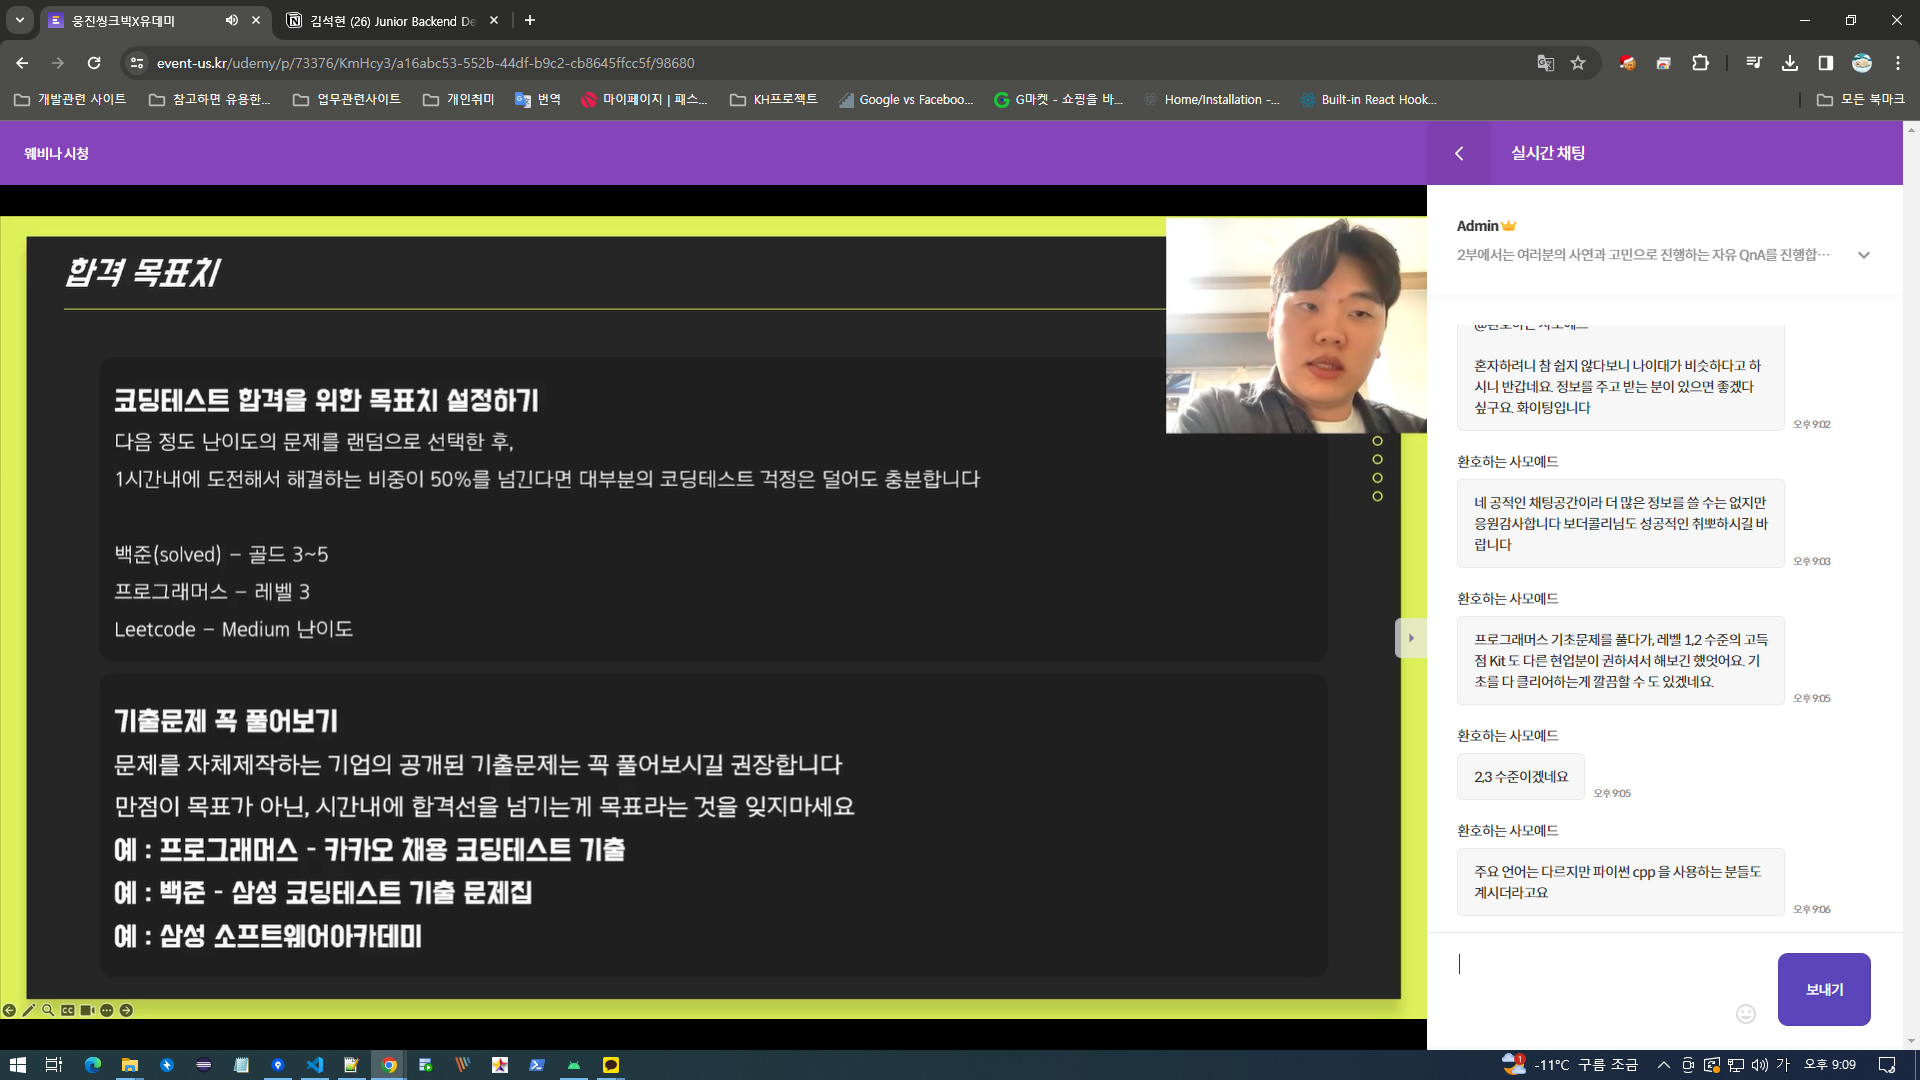 웅진씽크빅X유데미
김석현 (26) Junior Backend De
event-us.kr/udemy/p/73376/KmHcy3/a16abc53-552b-44df-b9c2-cb8645ffcc5f/98680
개발관련 사이트
참고하면 유용한...
업무관련사이트
개인취미
번역
마이페이지 | 패스...
KH프로젝트
Google vs Faceboo...
G마켓 - 쇼핑을 바...
Home/Installation -...
Built-in React Hook...
모든 북마크
웨비나 시청
합격 목표치
코딩테스트 합격을 위한 목표치 설정하기
다음 정도 난이도의 문제를 랜덤으로 선택한 후,
1시간내에 도전해서 해결하는 비중이 50%를 넘긴다면 대부분의 코딩테스트 걱정은 덜어도 충분합니다
백준(solved) – 골드 3~5
프로그래머스 – 레벨 3
Leetcode – Medium 난이도
기출문제 꼭 풀어보기
문제를 자체제작하는 기업의 공개된 기출문제는 꼭 풀어보시길 권장합니다
만점이 목표가 아닌, 시간내에 합격선을 넘기는게 목표라는 것을 잊지마세요
예 : 프로그래머스 - 카카오 채용 코딩테스트 기출
예 : 백준 - 삼성 코딩테스트 기출 문제집
예 : 삼성 소프트웨어아카데미
실시간 채팅
Admin
2부에서는 여러분의 사연과 고민으로 진행하는 자유 QnA를 진행합…
혼자하려니 참 쉽지 않다보니 나이대가 비슷하다고 하
시니 반갑네요. 정보를 주고 받는 분이 있으면 좋겠다
싶구요. 화이팅입니다
오후 9:02
환호하는 사모예드
네 공적인 채팅공간이라 더 많은 정보를 쓸 수는 없지만
응원감사합니다 보더콜리님도 성공적인 취뽀하시길 바
랍니다
오후 9:03
환호하는 사모예드
프로그래머스 기초문제를 풀다가, 레벨 1,2 수준의 고득
점 Kit 도 다른 현업분이 권하셔서 해보긴 했엇어요. 기
초를 다 클리어하는게 깔끔할 수 도 있겠네요.
오후 9:05
환호하는 사모예드
2,3 수준이겠네요
오후 9:05
환호하는 사모예드
주요 언어는 다르지만 파이썬 cpp 을 사용하는 분들도
계시더라고요
오후 9:06
보내기
-11°C 구름 조금
가
오후 9:09